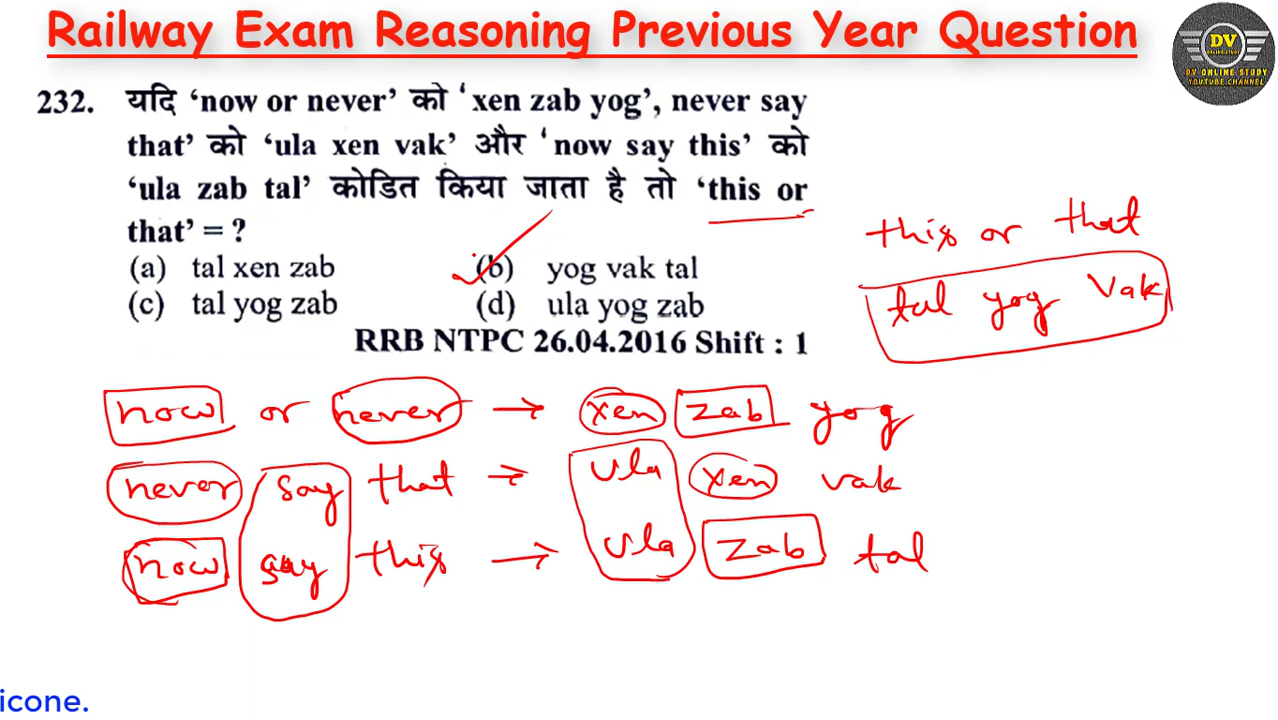 Railway Exam Reasoning Previous Year Question
DV
ONLINE STUDY
DV ONLINE STUDY
YOUTUBE CHANNEL
232. यदि ‘now or never’ को ‘xen zab yog’, never say
that’ को ‘ula xen vak’ और ‘now say this’ को
‘ula zab tal’ कोडित किया जाता है तो ‘this or
that’ = ?
(a) tal xen zab (b) yog vak tal
(c) tal yog zab (d) ula yog zab
RRB NTPC 26.04.2016 Shift : 1
this or that
tal yog vak
now or never → xen zab yog
never say that → ula xen vak
now say this → ula zab tal
icone.